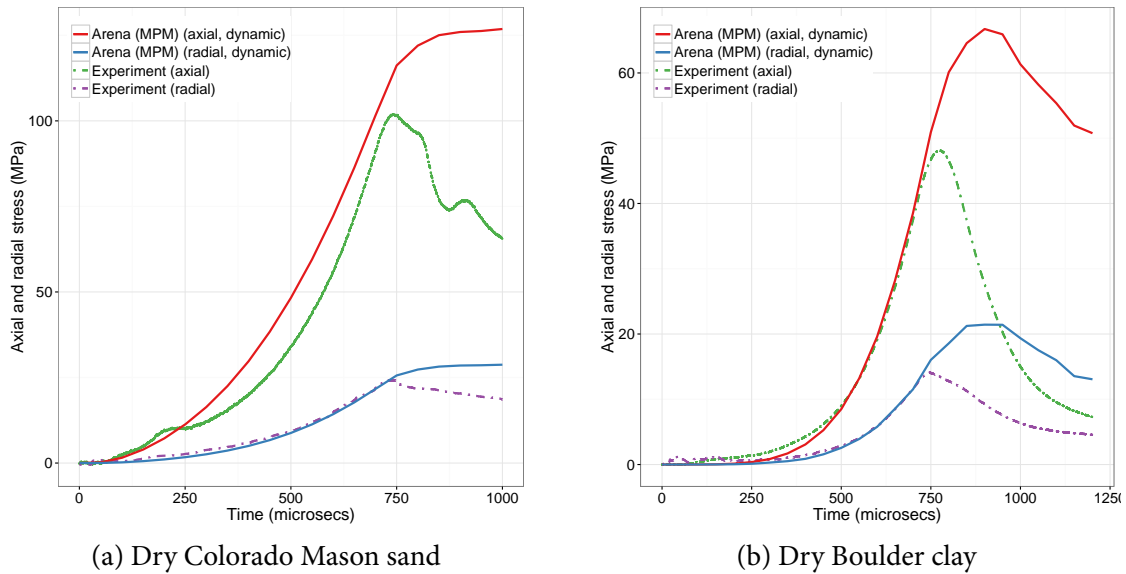 Arena (MPM) (axial, dynamic)
Arena (MPM) (radial, dynamic)
Experiment (axial)
Experiment (radial)
100
50
0
Axial and radial stress (MPa)
0
250
500
750
1000
Time (microsecs)
(a) Dry Colorado Mason sand
Arena (MPM) (axial, dynamic)
Arena (MPM) (radial, dynamic)
Experiment (axial)
Experiment (radial)
60
40
20
0
Axial and radial stress (MPa)
0
250
500
750
1000
1250
Time (microsecs)
(b) Dry Boulder clay